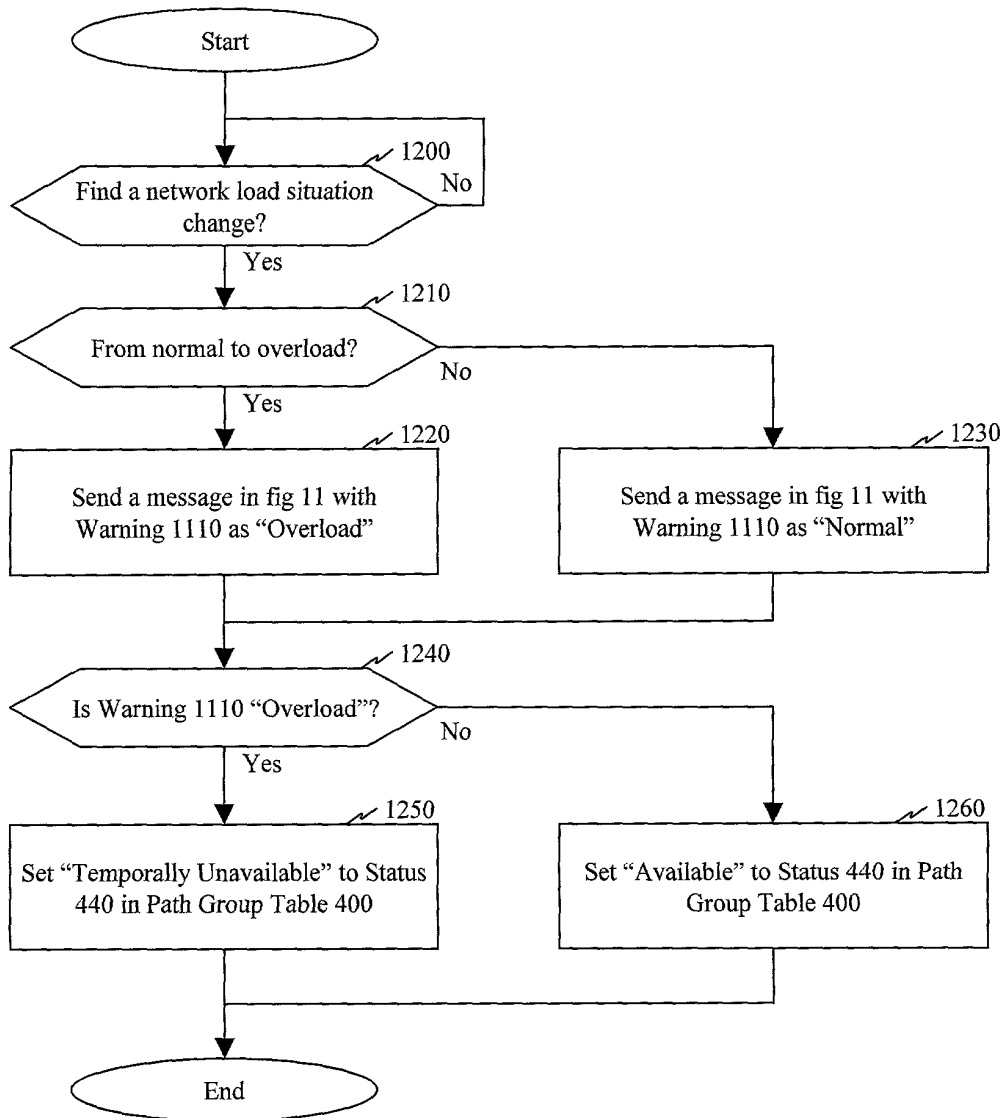 Start
1200
Find a network load situation
change?
No
Yes
1210
From normal to overload?
No
Yes
1220
Send a message in fig 11 with
Warning 1110 as “Overload”
1230
Send a message in fig 11 with
Warning 1110 as “Normal”
1240
Is Warning 1110 “Overload”?
No
Yes
1250
Set “Temporally Unavailable” to Status
440 in Path Group Table 400
1260
Set “Available” to Status 440 in Path
Group Table 400
End